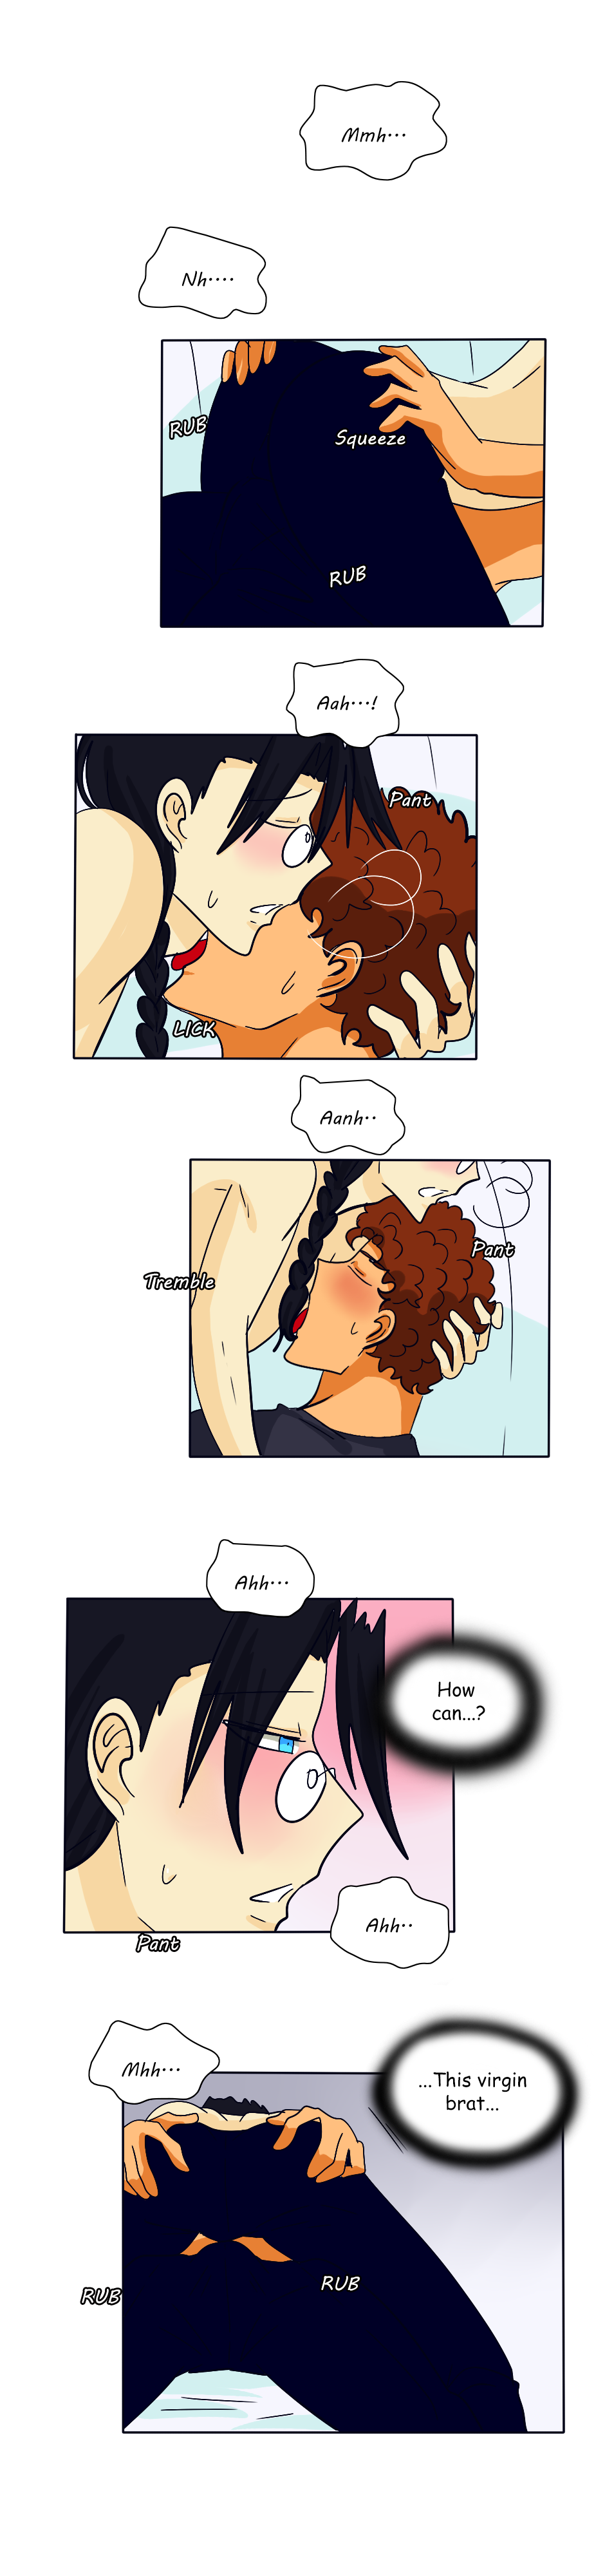 Mmh...
Nh....
RUB
Squeeze
RUB
Aah...!
Pant
LICK
Aanh..
Pant
Tremble
Ahh...
How
can...?
Ahh..
Pant
Mhh...
...This virgin
brat...
RUB
RUB